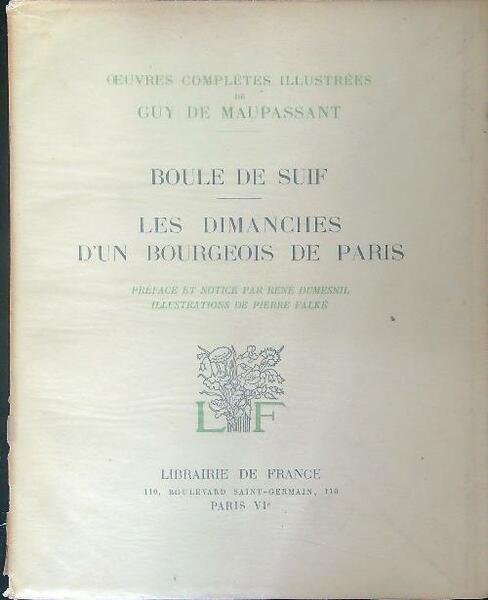 ŒUVRES COMPLÈTES ILLUSTRÉES
DE
GUY DE MAUPASSANT
BOULE DE SUIF
LES DIMANCHES
D'UN BOURGEOIS DE PARIS
PRÉFACE ET NOTICE PAR RENÉ DUMESNIL
ILLUSTRATIONS DE PIERRE FALKÉ
L F
LIBRAIRIE DE FRANCE
110, BOULEVARD SAINT-GERMAIN, 110
PARIS VIe